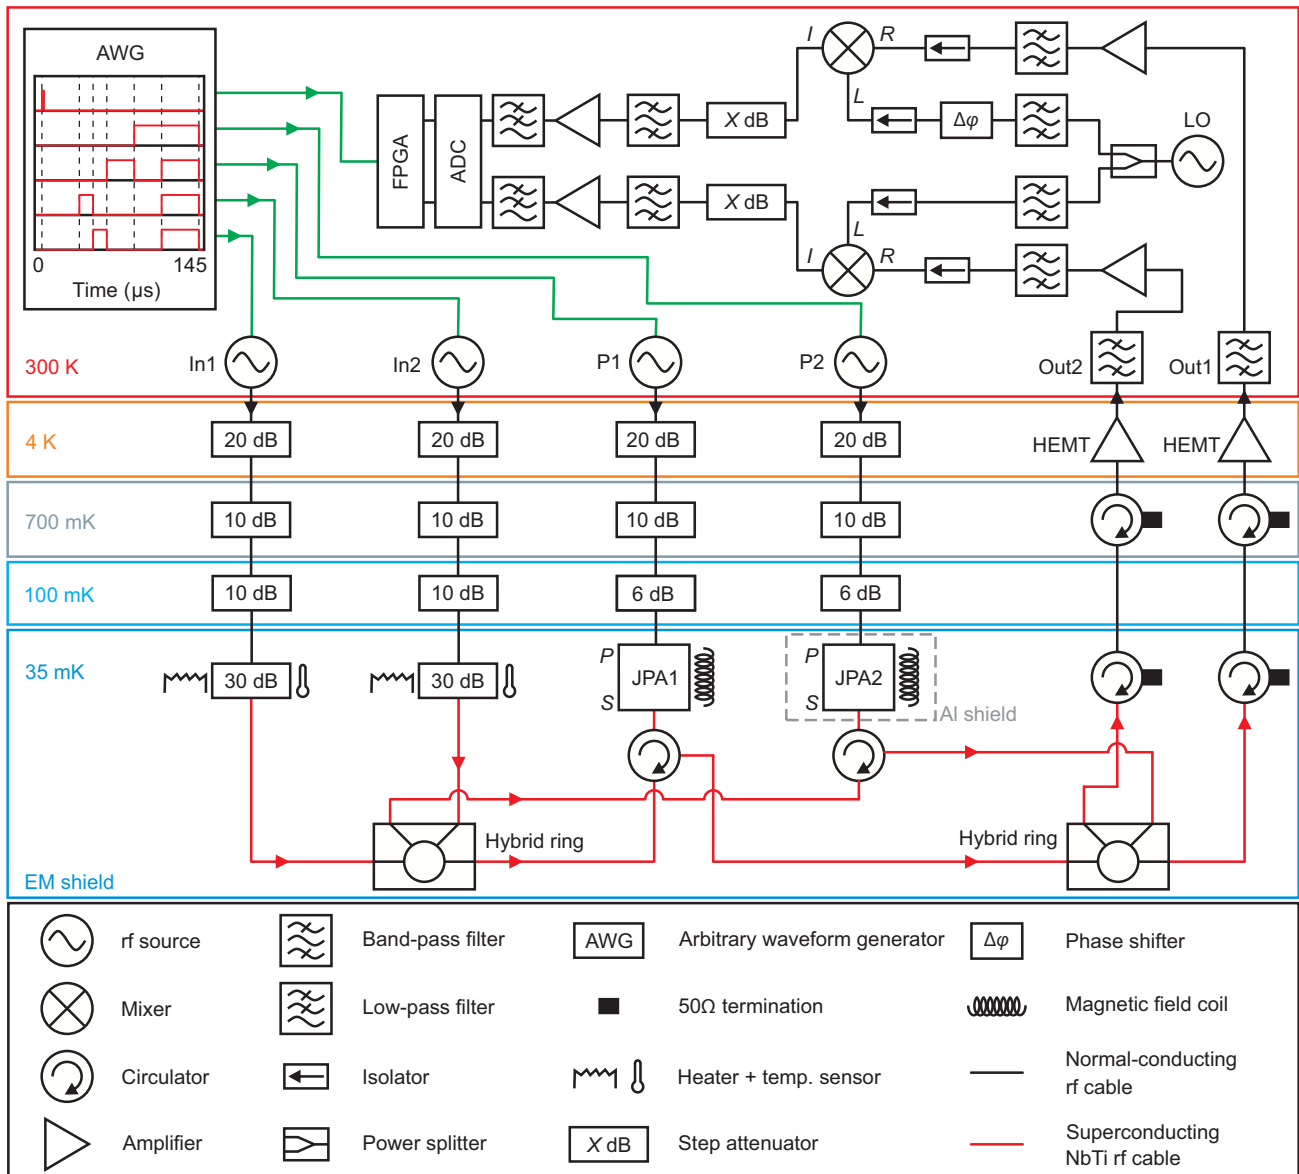 AWG
0
145
Time (µs)
FPGA
ADC
X dB
X dB
I
R
L
Δφ
LO
L
I
R
300 K
In1
In2
P1
P2
Out2
Out1
4 K
20 dB
20 dB
20 dB
20 dB
HEMT
HEMT
700 mK
10 dB
10 dB
10 dB
10 dB
100 mK
10 dB
10 dB
6 dB
6 dB
35 mK
30 dB
30 dB
P
JPA1
S
P
JPA2
S
Al shield
Hybrid ring
Hybrid ring
EM shield
rf source
Band-pass filter
AWG
Arbitrary waveform generator
Δφ
Phase shifter
Mixer
Low-pass filter
50Ω termination
Magnetic field coil
Circulator
Isolator
Heater + temp. sensor
Normal-conducting
rf cable
Amplifier
Power splitter
X dB
Step attenuator
Superconducting
NbTi rf cable